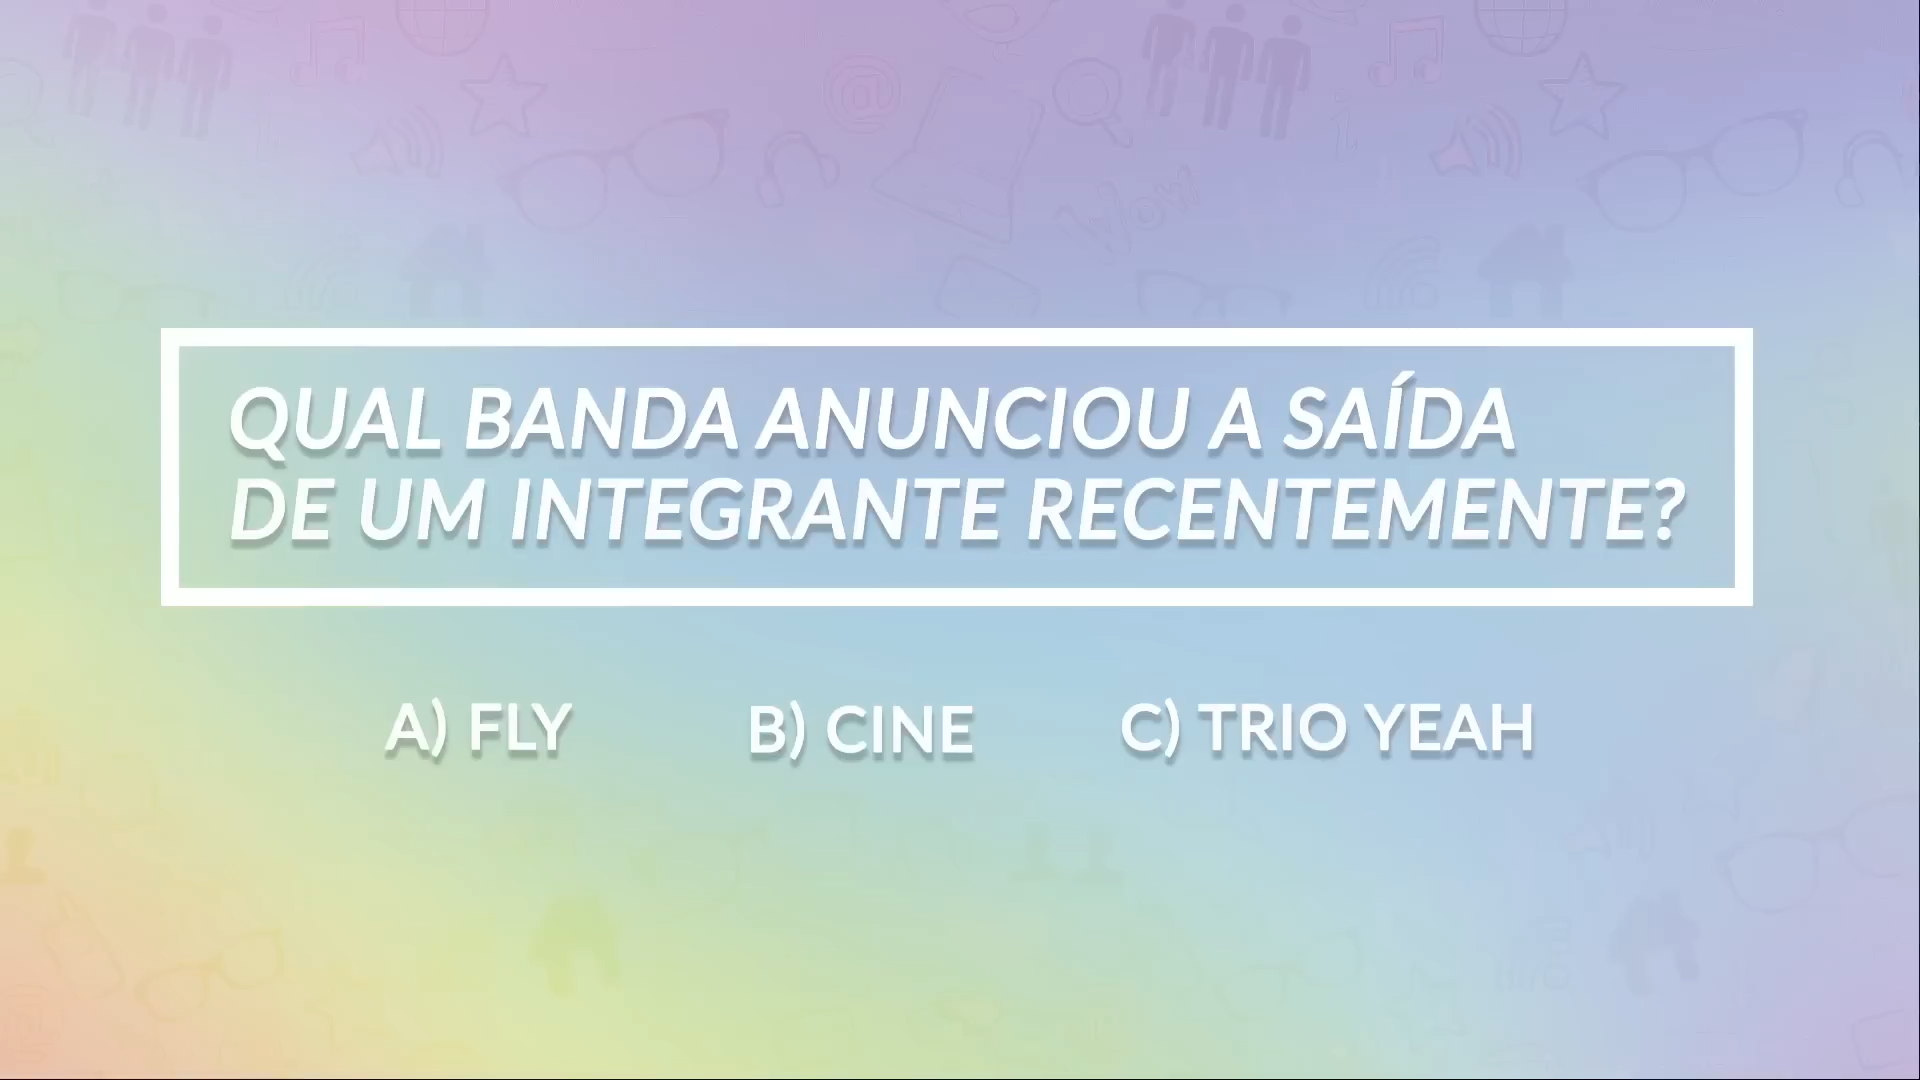 QUAL BANDA ANUNCIOU A SAÍDA
DE UM INTEGRANTE RECENTEMENTE?
A) FLY
B) CINE
C) TRIO YEAH